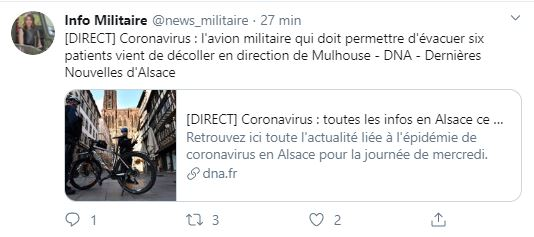 Info Militaire @news_militaire · 27 min
[DIRECT] Coronavirus : l'avion militaire qui doit permettre d'évacuer six
patients vient de décoller en direction de Mulhouse - DNA - Dernières
Nouvelles d'Alsace
[DIRECT] Coronavirus : toutes les infos en Alsace ce ...
Retrouvez ici toute l'actualité liée à l'épidémie de
coronavirus en Alsace pour la journée de mercredi.
dna.fr
1 3 2